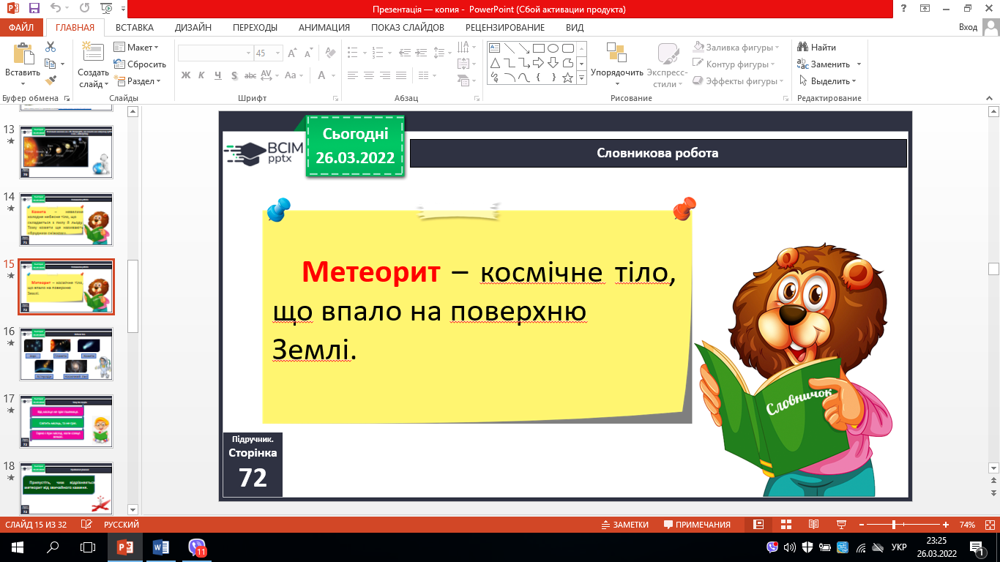 Презентація — копия - PowerPoint (Сбой активации продукта)
ФАЙЛ ГЛАВНАЯ ВСТАВКА ДИЗАЙН ПЕРЕХОДЫ АНИМАЦИЯ ПОКАЗ СЛАЙДОВ РЕЦЕНЗИРОВАНИЕ ВИД Вход
Вставить
Создать слайд
Макет
Сбросить
Раздел
45
Ж К Ч S abc AV Aa А
Упорядочить
Экспресс-стили
Заливка фигуры
Контур фигуры
Эффекты фигуры
Найти
Заменить
Выделить
Буфер обмена Слайды Шрифт Абзац Рисование Редактирование
13
14
Комета – невелике
холодне небесне тіло, що
складається з пилу й льоду.
Тому комети ще називають
15
Метеорит – космічне тіло,
що впало на поверхню
Землі.
16
17
18
Припустіть, чим відрізняється
метеорит від звичайного каменя.
Сьогодні
26.03.2022
ВСІМ
pptx
Словникова робота
Метеорит – космічне тіло,
що впало на поверхню
Землі.
Словничок
Підручник.
Сторінка
72
СЛАЙД 15 ИЗ 32 РУССКИЙ ЗАМЕТКИ ПРИМЕЧАНИЯ 74%
11
УКР
23:25
26.03.2022
1